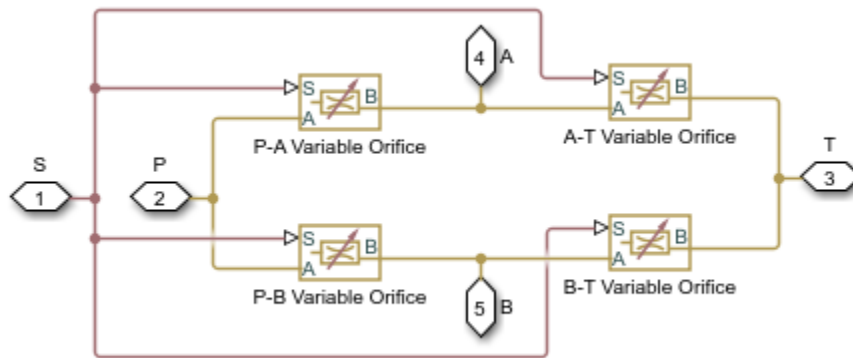 4 A
S B
A
P-A Variable Orifice
S B
A
A-T Variable Orifice
S
1
P
2
T
3
S B
A
P-B Variable Orifice
5 B
S B
A
B-T Variable Orifice